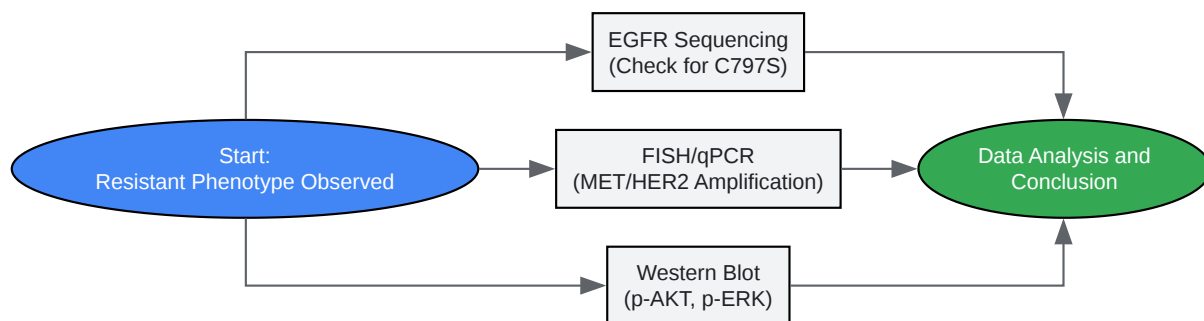 EGFR Sequencing
(Check for C797S)
Start:
Resistant Phenotype Observed
FISH/qPCR
(MET/HER2 Amplification)
Data Analysis and
Conclusion
Western Blot
(p-AKT, p-ERK)